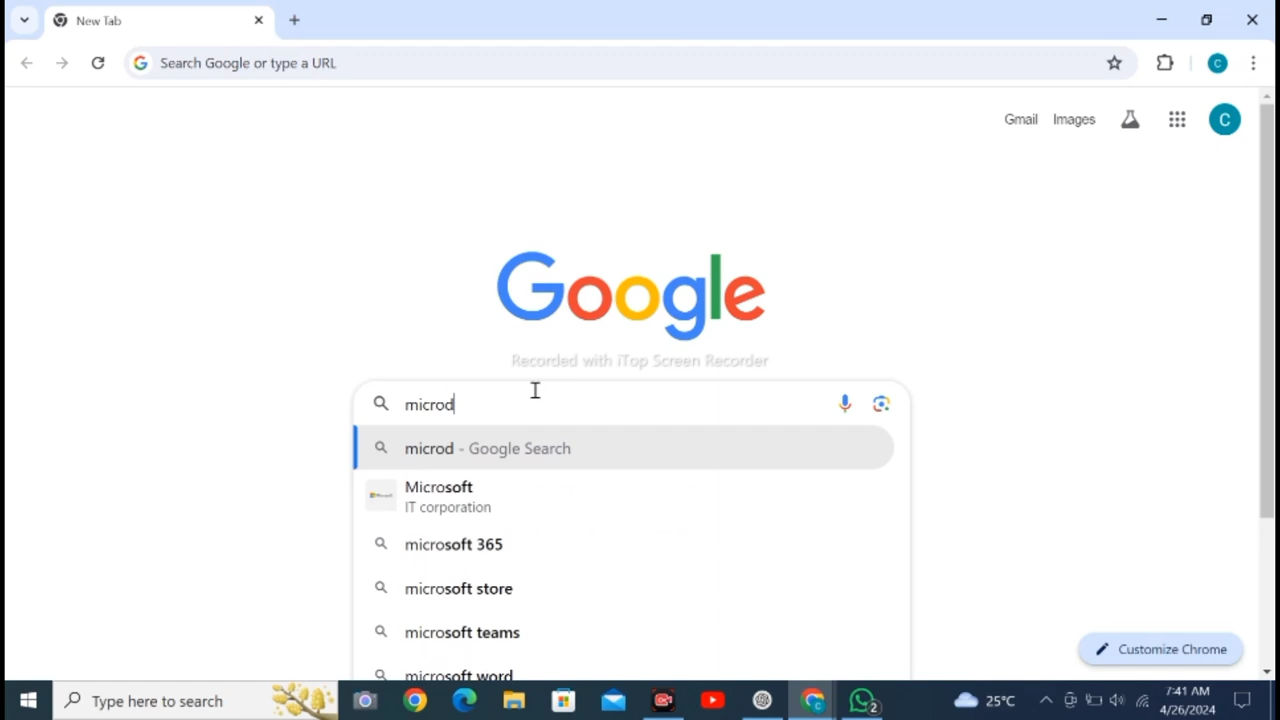 New Tab
Search Google or type a URL
C
Gmail Images
C
Google
Recorded with iTop Screen Recorder
microd
microd - Google Search
Microsoft
IT corporation
microsoft 365
microsoft store
microsoft teams
microsoft word
Customize Chrome
Type here to search
C
2
25°C
7:41 AM
4/26/2024